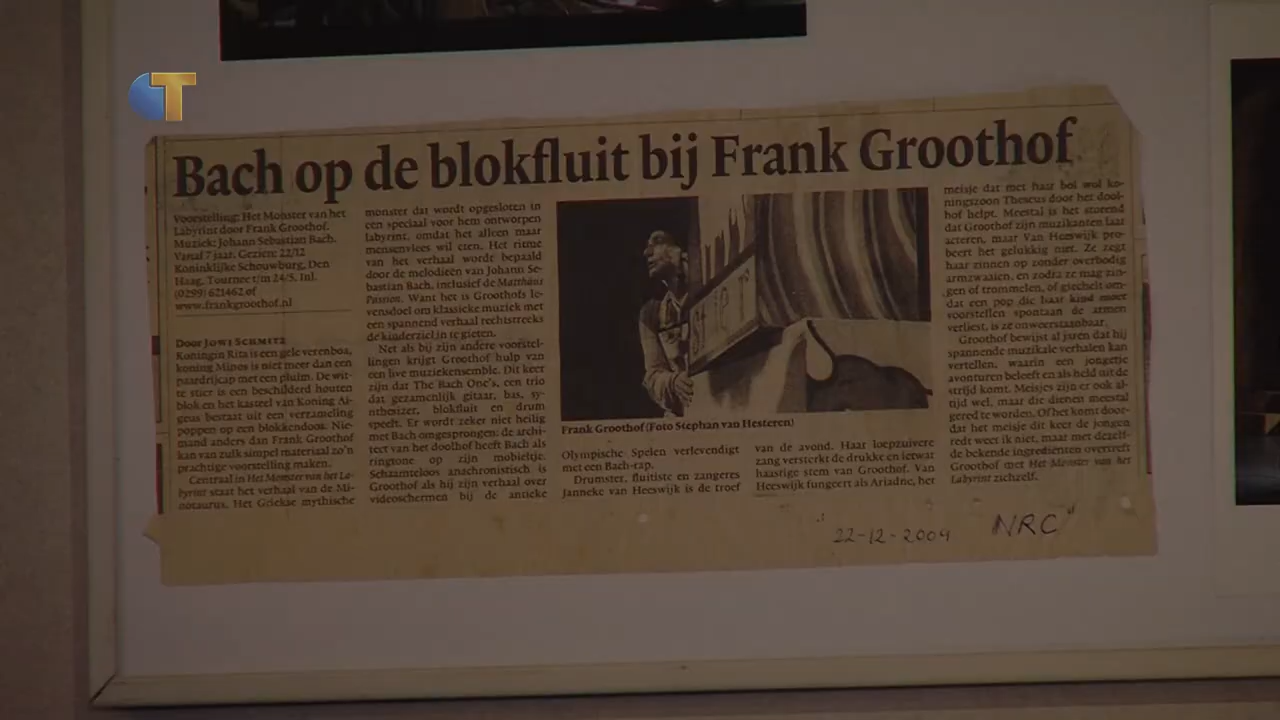 T
Bach op de blokfluit bij Frank Groothof
Voorstelling: Het Monster van het
Labyrint door Frank Groothof.
Muziek: Johann Sebastian Bach.
Vanaf 7 jaar. Gezien: 22/12
Koninklijke Schouwburg, Den
Haag. Tournee t/m 24/5. Inl.
(0299) 621462 of
www.frankgroothof.nl
Door JOWI SCHMITZ
Koningin Rita is een gele verenboa,
koning Minos is niet meer dan een
paardrijcap met een pluim. De wit-
te stier is een beschilderd houten
blok en het kasteel van Koning Ai-
geus bestaat uit een verzameling
poppen op een blokkendoos. Nie-
mand anders dan Frank Groothof
kan van zulk simpel materiaal zo'n
prachtige voorstelling maken.
Centraal in Het Monster van het La-
byrint staat het verhaal van de Mi-
notaurus. Het Griekse mythische
monster dat wordt opgesloten in
een speciaal voor hem ontworpen
labyrint, omdat het alleen maar
mensenvlees wil eten. Het ritme
van het verhaal worde bepaald
door de melodieën van Johann Se-
bastian Bach, inclusief de Matthäus
Passion. Want het is Groothofs le-
vensdoel om klassieke muziek met
een spannend verhaal rechtstreeks
de kinderziel in te gieten.
Net als bij zijn andere voorstel-
lingen krijgt Groothof hulp van
een live muziekensemble. Dit keer
zijn dat The Bach One's, een trio
dat gezamenlijk gitaar, bas, sy-
nthesizer, blokfluit en drum
speelt. Er wordt zeker niet heilig
met Bach omgesprongen: de archi-
tect van het doolhof heeft Bach als
ringtone op zijn mobieltje.
Schaamteloos anachronistisch is
Groothof als hij zijn verhaal over
videoschermen bij de antieke
Frank Groothof (Foto Stephan van Hesteren)
Olympische Spelen verlevendigt
met een Bach-rap.
Drumster, fluitiste en zangeres
Janneke van Heeswijk is de troef
van de avond. Haar loepzuivere
zang versterkt de drukke en ietwat
haastige stem van Groothof. Van
Heeswijk fungeert als Ariadne, het
meisje dat met haar bol wol ko-
ningszoon Theseus door het dool-
hof helpt. Meestal is het storend
dat Groothof zijn muzikanten laat
acteren, maar Van Heeswijk pro-
beert het gelukkig niet. Ze zegt
haar zinnen op zonder overbodig
armzwaaien, en zodra ze mag zin-
gen of trommelen, of giechelt om-
dat een pop die haar kind moet
voorstellen spontaan de armen
verliest, is ze onweerstaanbaar.
Groothof bewijst al jaren dat hij
spannende muzikale verhalen kan
vertellen, waarin een jongetje
avonturen beleeft en als held uit de
strijd komt. Meisjes zijn er ook al-
tijd wel, maar die dienen meestal
gered te worden. Of het komt door-
dat het meisje dit keer de jongen
redt weet ik niet, maar met dezelf-
de bekende ingrediënten overtreft
Groothof met Het Monster van het
Labyrint zichzelf.
" 22-12-2004 NRC "